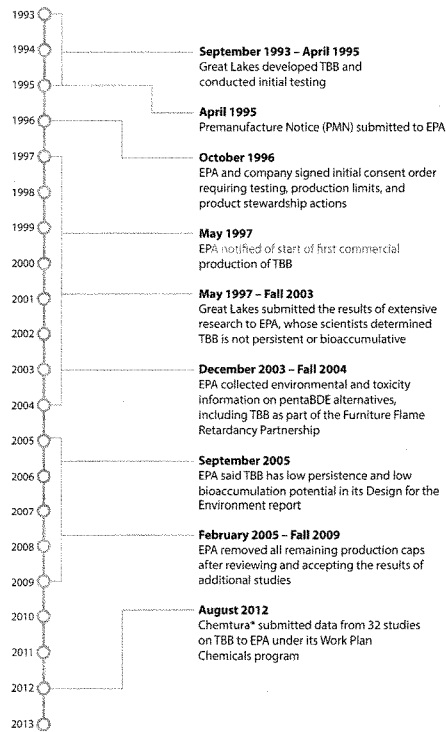 1993
September 1993 – April 1995
1994
Great Lakes developed TBB and
conducted initial testing
1995
April 1995
Premanufacture Notice (PMN) submitted to EPA
1996
October 1996
1997
EPA and company signed initial consent order
requiring testing, production limits, and
1998
product stewardship actions
1999
May 1997
EPA notified of start of first commercial
2000
production of TBB
2001
May 1997 – Fall 2003
Great Lakes submitted the results of extensive
2002
research to EPA, whose scientists determined
TBB is not persistent or bioaccumulative
2003
December 2003 – Fall 2004
EPA collected environmental and toxicity
2004
information on pentaBDE alternatives,
including TBB as part of the Furniture Flame
2005
Retardancy Partnership
September 2005
2006
EPA said TBB has low persistence and low
bioaccumulation potential in its Design for the
2007
Environment report
February 2005 – Fall 2009
2008
EPA removed all remaining production caps
after reviewing and accepting the results of
2009
additional studies
2010
August 2012
Chemtura* submitted data from 32 studies
2011
on TBB to EPA under its Work Plan
Chemicals program
2012
2013